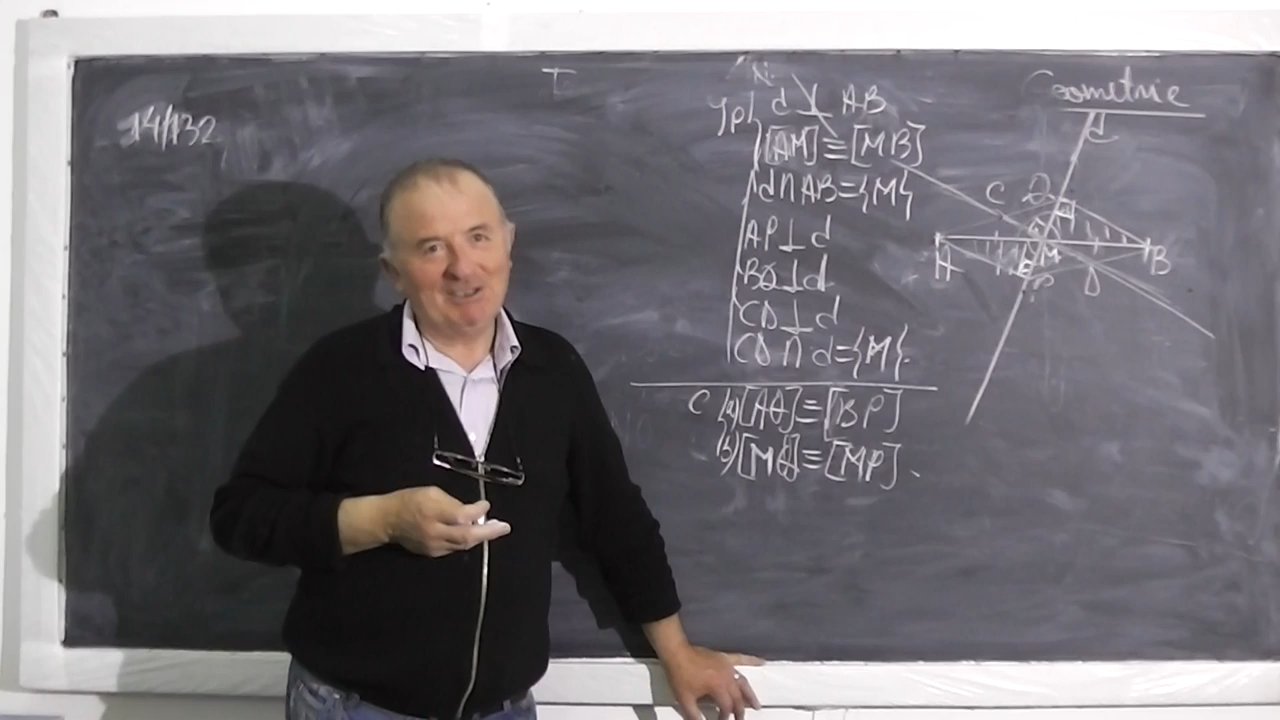 14/132
Geometrie
Ip
d ⊥̸ AB
[AM]≡[MB]
d∩AB={M}
AP⊥d
BQ⊥d
CD⊥d
CD∩d={M}.
C a) [AQ]≡[BP]
b) [MQ]≡[MP].
d
C Q
A M B
P D